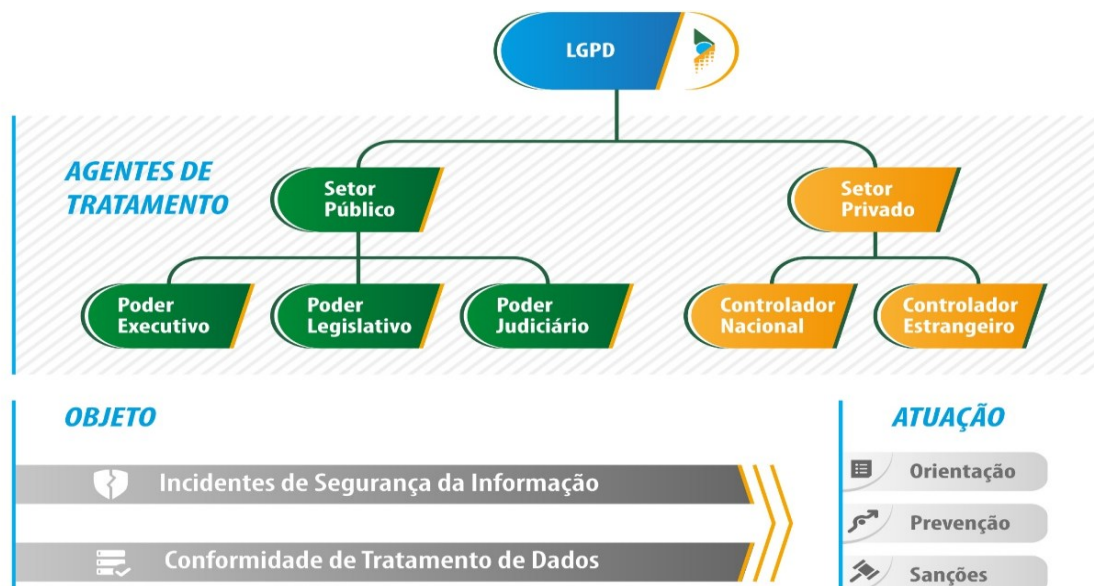 LGPD
AGENTES DE
TRATAMENTO
Setor
Público
Setor
Privado
Poder
Executivo
Poder
Legislativo
Poder
Judiciário
Controlador
Nacional
Controlador
Estrangeiro
OBJETO
Incidentes de Segurança da Informação
Conformidade de Tratamento de Dados
ATUAÇÃO
Orientação
Prevenção
Sanções